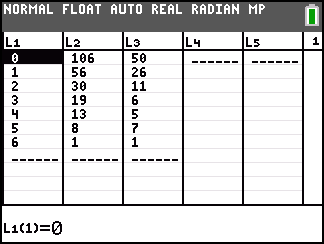 NORMAL FLOAT AUTO REAL RADIAN MP
L1 L2 L3 L4 L5 1
0 106 50 ------ ------
1 56 26
2 30 11
3 19 6
4 13 5
5 8 7
6 1 1
------ ------ ------
L1(1)=0